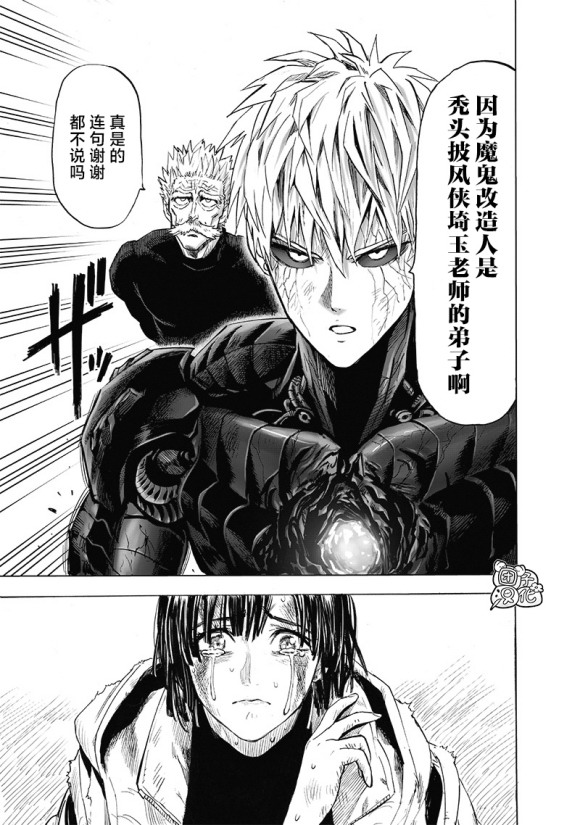 因为魔鬼改造人是
秃头披风侠埼玉老师的弟子啊
真是的
连句谢谢
都不说吗
ザッ